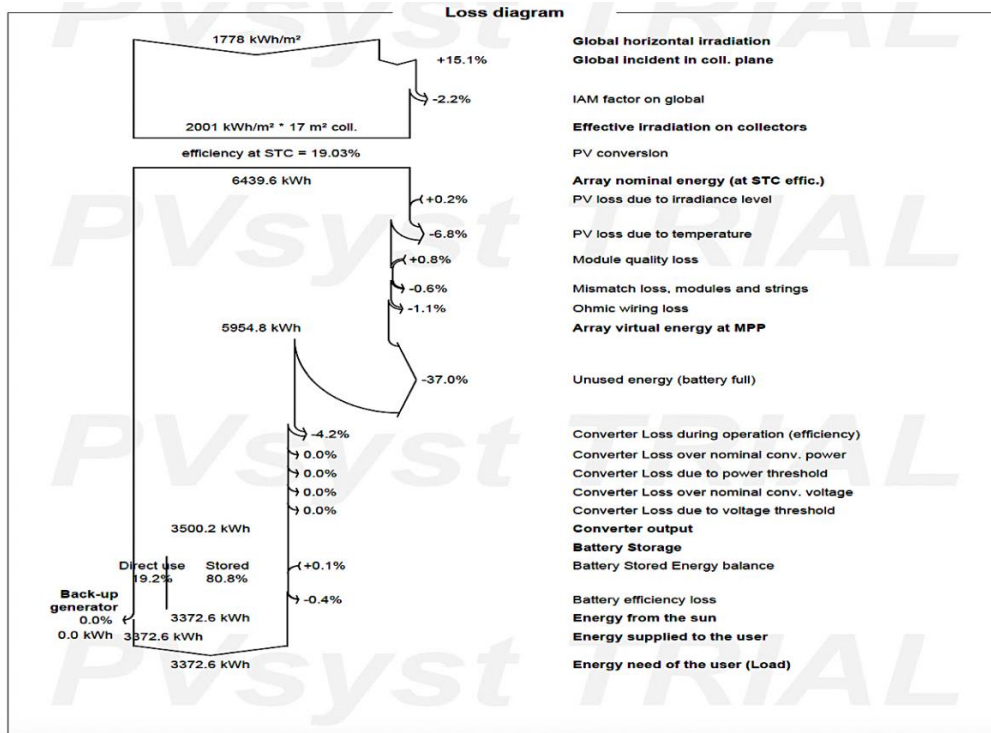 Loss diagram
1778 kWh/m² Global horizontal irradiation
+15.1% Global incident in coll. plane
-2.2% IAM factor on global
2001 kWh/m² * 17 m² coll. Effective irradiation on collectors
efficiency at STC = 19.03% PV conversion
6439.6 kWh Array nominal energy (at STC effic.)
+0.2% PV loss due to irradiance level
-6.8% PV loss due to temperature
+0.8% Module quality loss
-0.6% Mismatch loss, modules and strings
-1.1% Ohmic wiring loss
5954.8 kWh Array virtual energy at MPP
-37.0% Unused energy (battery full)
-4.2% Converter Loss during operation (efficiency)
0.0% Converter Loss over nominal conv. power
0.0% Converter Loss due to power threshold
0.0% Converter Loss over nominal conv. voltage
0.0% Converter Loss due to voltage threshold
3500.2 kWh Converter output
Battery Storage
Direct use Stored +0.1% Battery Stored Energy balance
19.2% 80.8%
Back-up
generator -0.4% Battery efficiency loss
0.0% 3372.6 kWh Energy from the sun
0.0 kWh 3372.6 kWh Energy supplied to the user
3372.6 kWh Energy need of the user (Load)
PVsyst TRIAL
PVsyst TRIAL
PVsyst TRIAL
PVsyst TRIAL